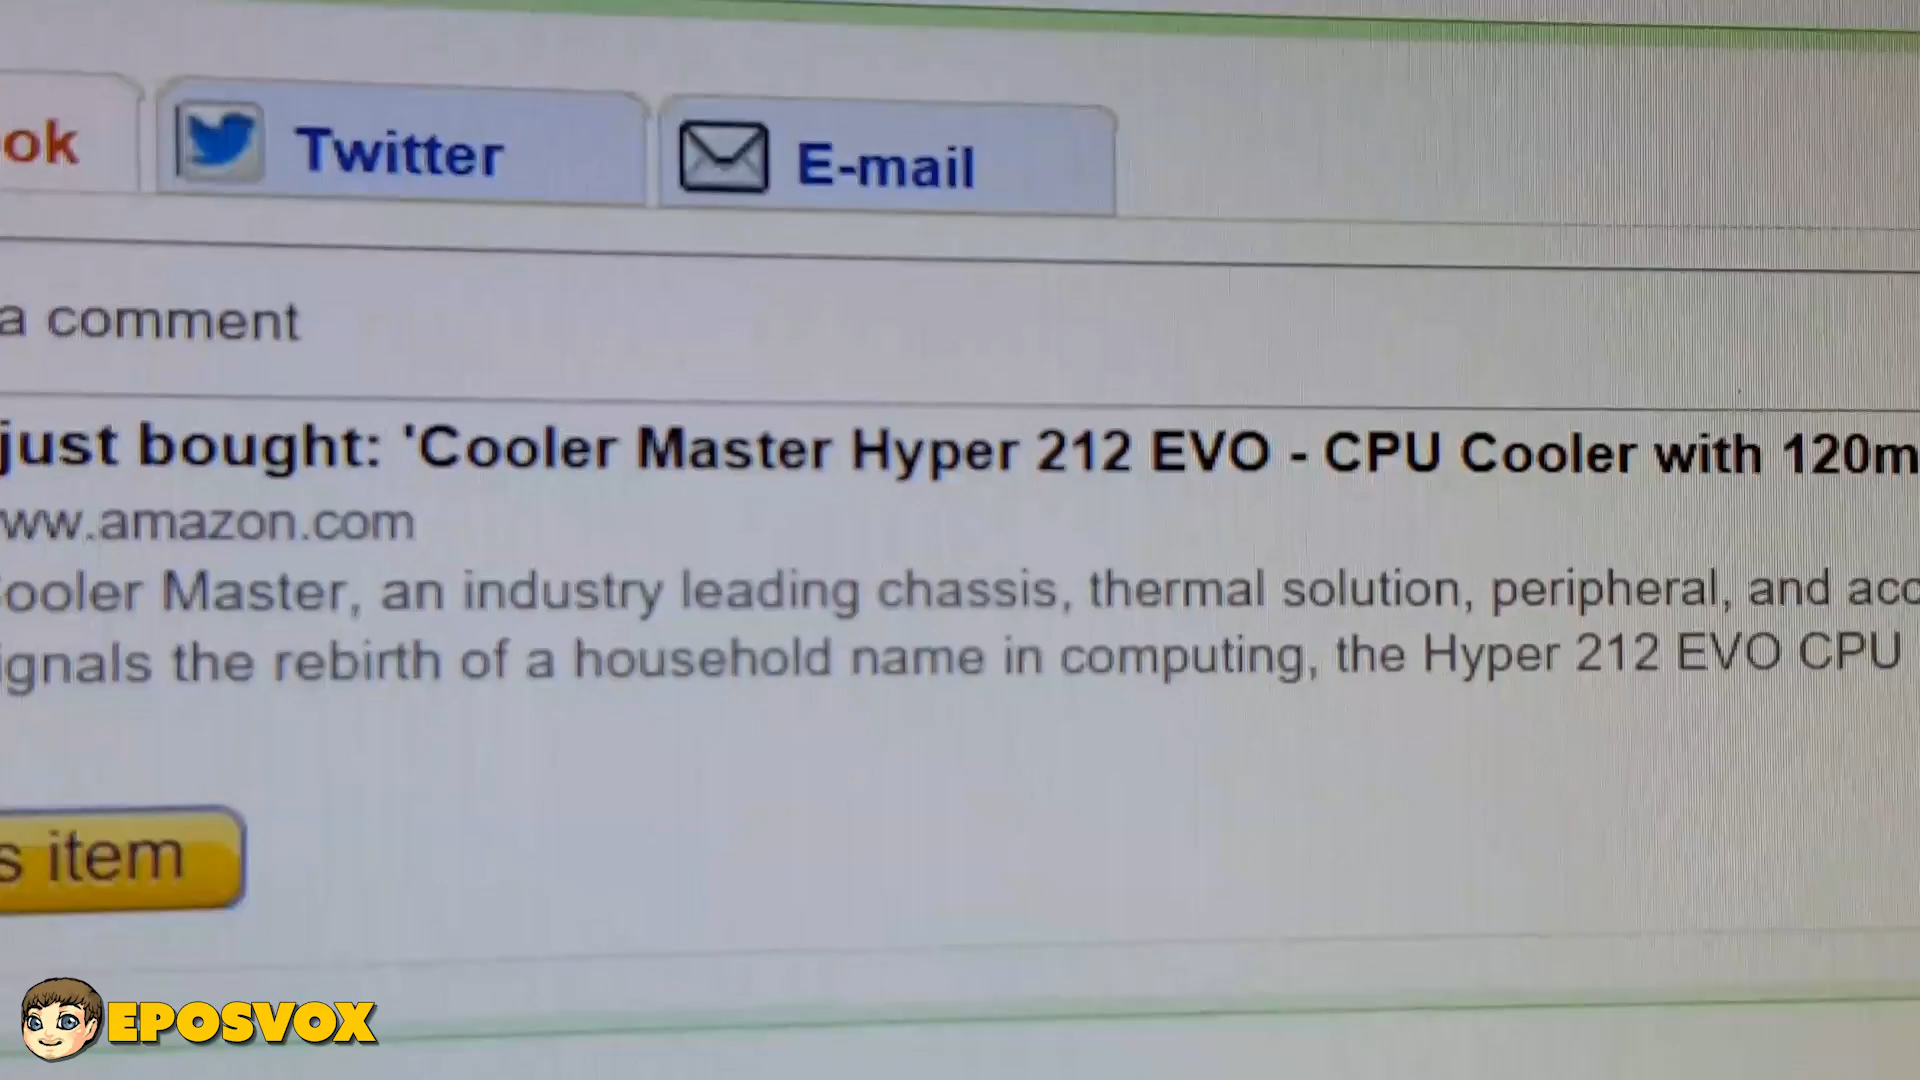 ok
Twitter
E-mail
a comment
just bought: 'Cooler Master Hyper 212 EVO - CPU Cooler with 120m
ww.amazon.com
ooler Master, an industry leading chassis, thermal solution, peripheral, and acc
ignals the rebirth of a household name in computing, the Hyper 212 EVO CPU
s item
EPOSVOX